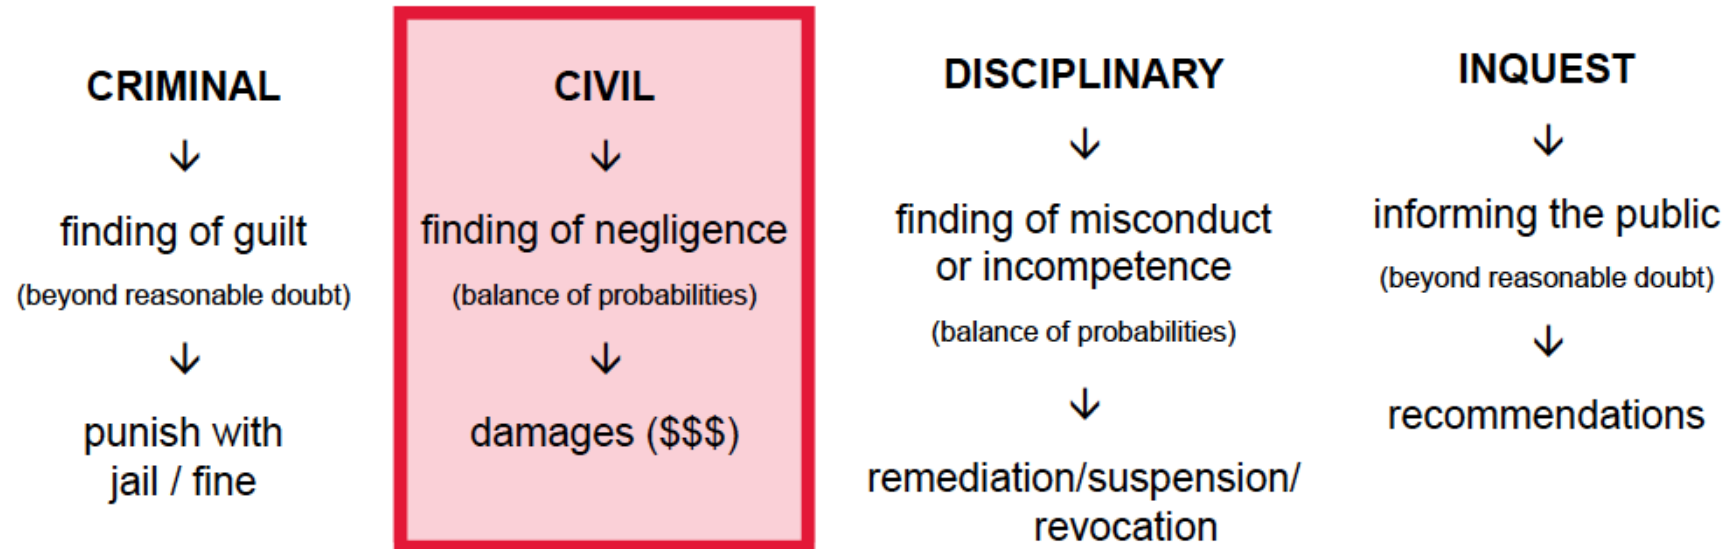 CRIMINAL
↓
finding of guilt
(beyond reasonable doubt)
↓
punish with
jail / fine
CIVIL
↓
finding of negligence
(balance of probabilities)
↓
damages ($$$)
DISCIPLINARY
↓
finding of misconduct
or incompetence
(balance of probabilities)
↓
remediation/suspension/
revocation
INQUEST
↓
informing the public
(beyond reasonable doubt)
↓
recommendations